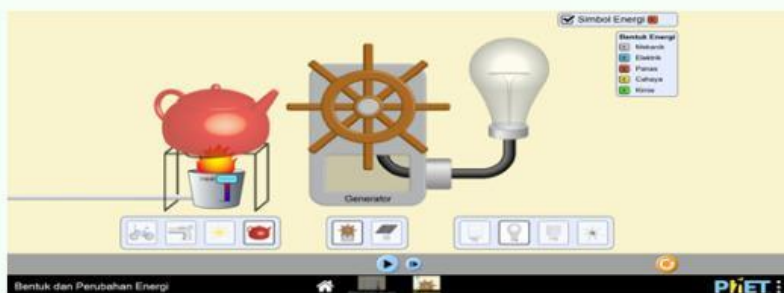 Simbol Energi E
Bentuk Energi
E Mekanik
E Elektrik
E Panas
E Cahaya
E Kimia
Generator
Bentuk dan Perubahan Energi
PhET